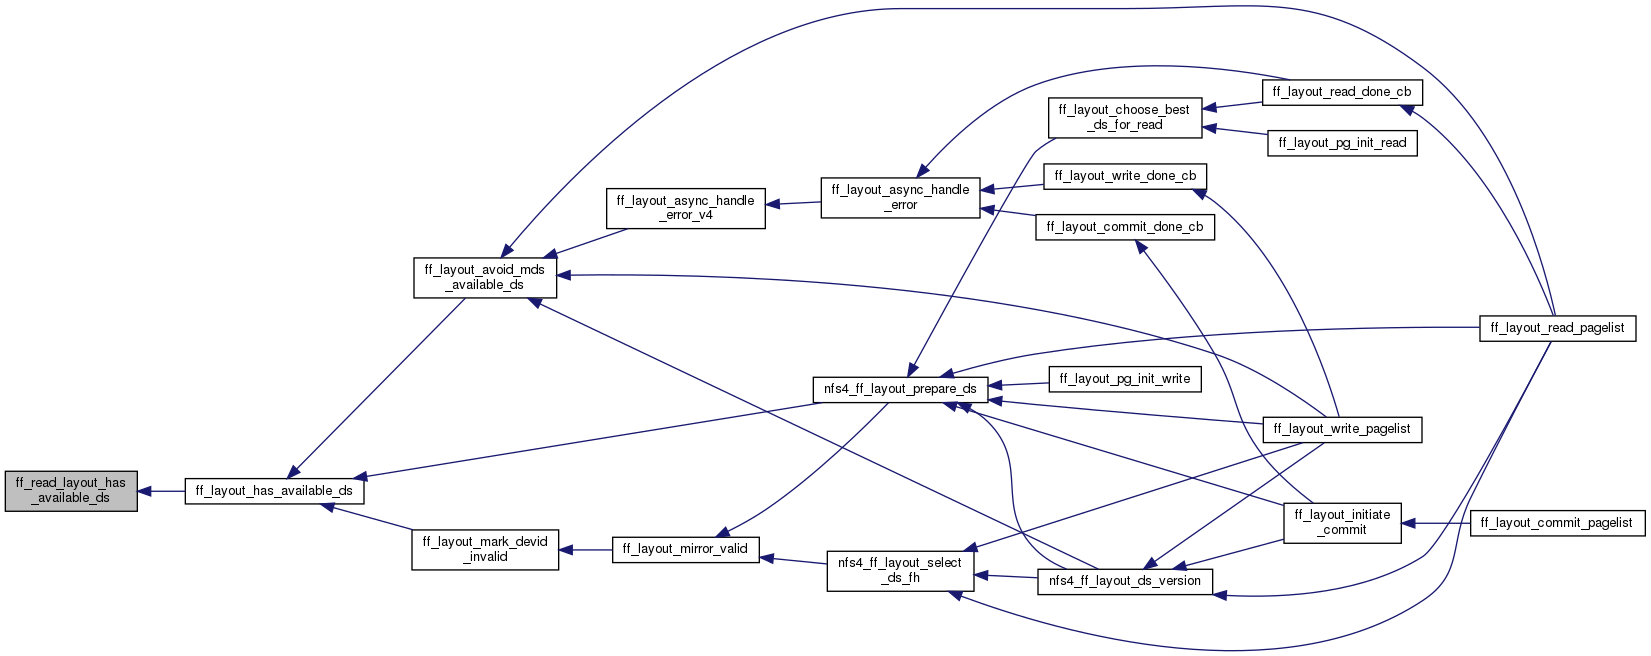 ff_read_layout_has
_available_ds
ff_layout_has_available_ds
ff_layout_avoid_mds
_available_ds
ff_layout_mark_devid
_invalid
ff_layout_async_handle
_error_v4
ff_layout_mirror_valid
ff_layout_async_handle
_error
nfs4_ff_layout_prepare_ds
nfs4_ff_layout_select
_ds_fh
ff_layout_choose_best
_ds_for_read
ff_layout_write_done_cb
ff_layout_commit_done_cb
ff_layout_pg_init_write
nfs4_ff_layout_ds_version
ff_layout_read_done_cb
ff_layout_pg_init_read
ff_layout_write_pagelist
ff_layout_initiate
_commit
ff_layout_read_pagelist
ff_layout_commit_pagelist